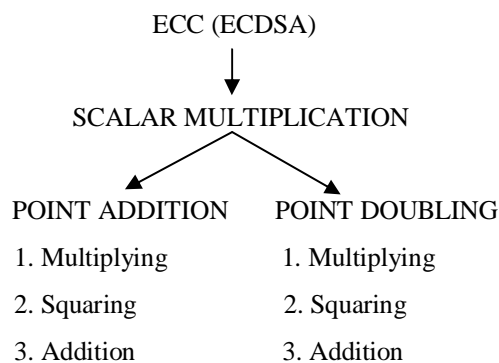 ECC (ECDSA)
SCALAR MULTIPLICATION
POINT ADDITION
1. Multiplying
2. Squaring
3. Addition
POINT DOUBLING
1. Multiplying
2. Squaring
3. Addition